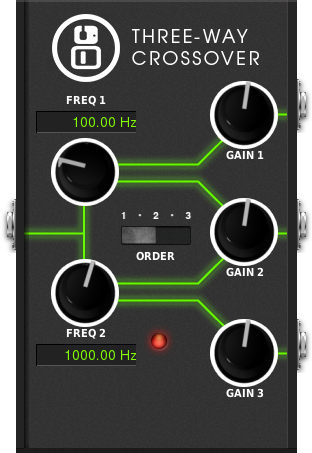 THREE-WAY
CROSSOVER
FREQ 1
100.00 Hz
GAIN 1
1 · 2 · 3
ORDER
GAIN 2
FREQ 2
1000.00 Hz
GAIN 3